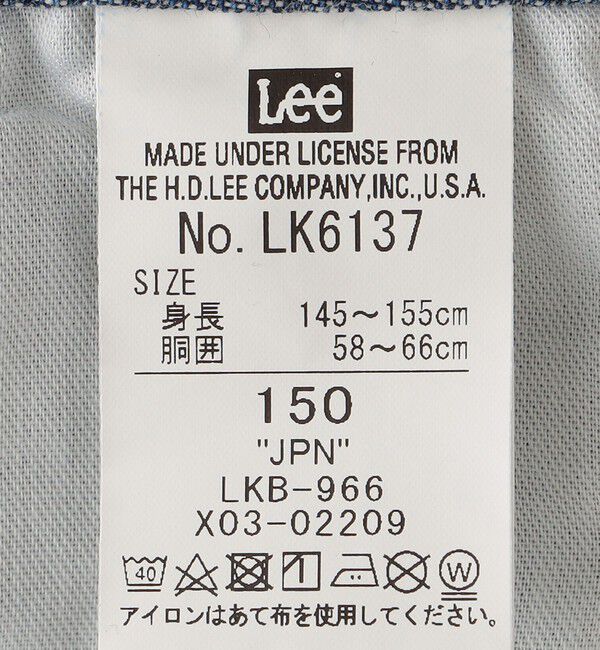 Lee
MADE UNDER LICENSE FROM
THE H.D.LEE COMPANY,INC.,U.S.A.
No. LK6137
SIZE
身長 145～155cm
胴囲 58～66cm
150
"JPN"
LKB-966
X03-02209
40 W
アイロンはあて布を使用してください。